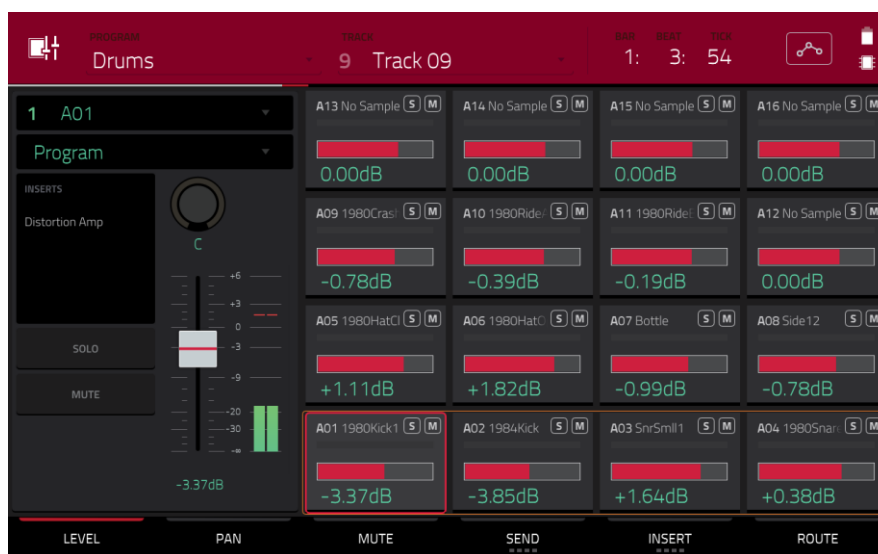 PROGRAM
Drums
TRACK
9 Track 09
BAR BEAT TICK
1: 3: 54
1 A01
Program
INSERTS
Distortion Amp
C
+6
+3
0
-3
-9
-20
-30
-∞
SOLO
MUTE
-3.37dB
A13 No Sample S M
0.00dB
A14 No Sample S M
0.00dB
A15 No Sample S M
0.00dB
A16 No Sample S M
0.00dB
A09 1980Crash S M
-0.78dB
A10 1980Ride S M
-0.39dB
A11 1980Ride S M
-0.19dB
A12 No Sample S M
0.00dB
A05 1980HatCl S M
+1.11dB
A06 1980HatO S M
+1.82dB
A07 Bottle S M
-0.99dB
A08 Side12 S M
-0.78dB
A01 1980Kick1 S M
-3.37dB
A02 1984Kick S M
-3.85dB
A03 SnrSmll1 S M
+1.64dB
A04 1980Snare S M
+0.38dB
LEVEL PAN MUTE SEND INSERT ROUTE